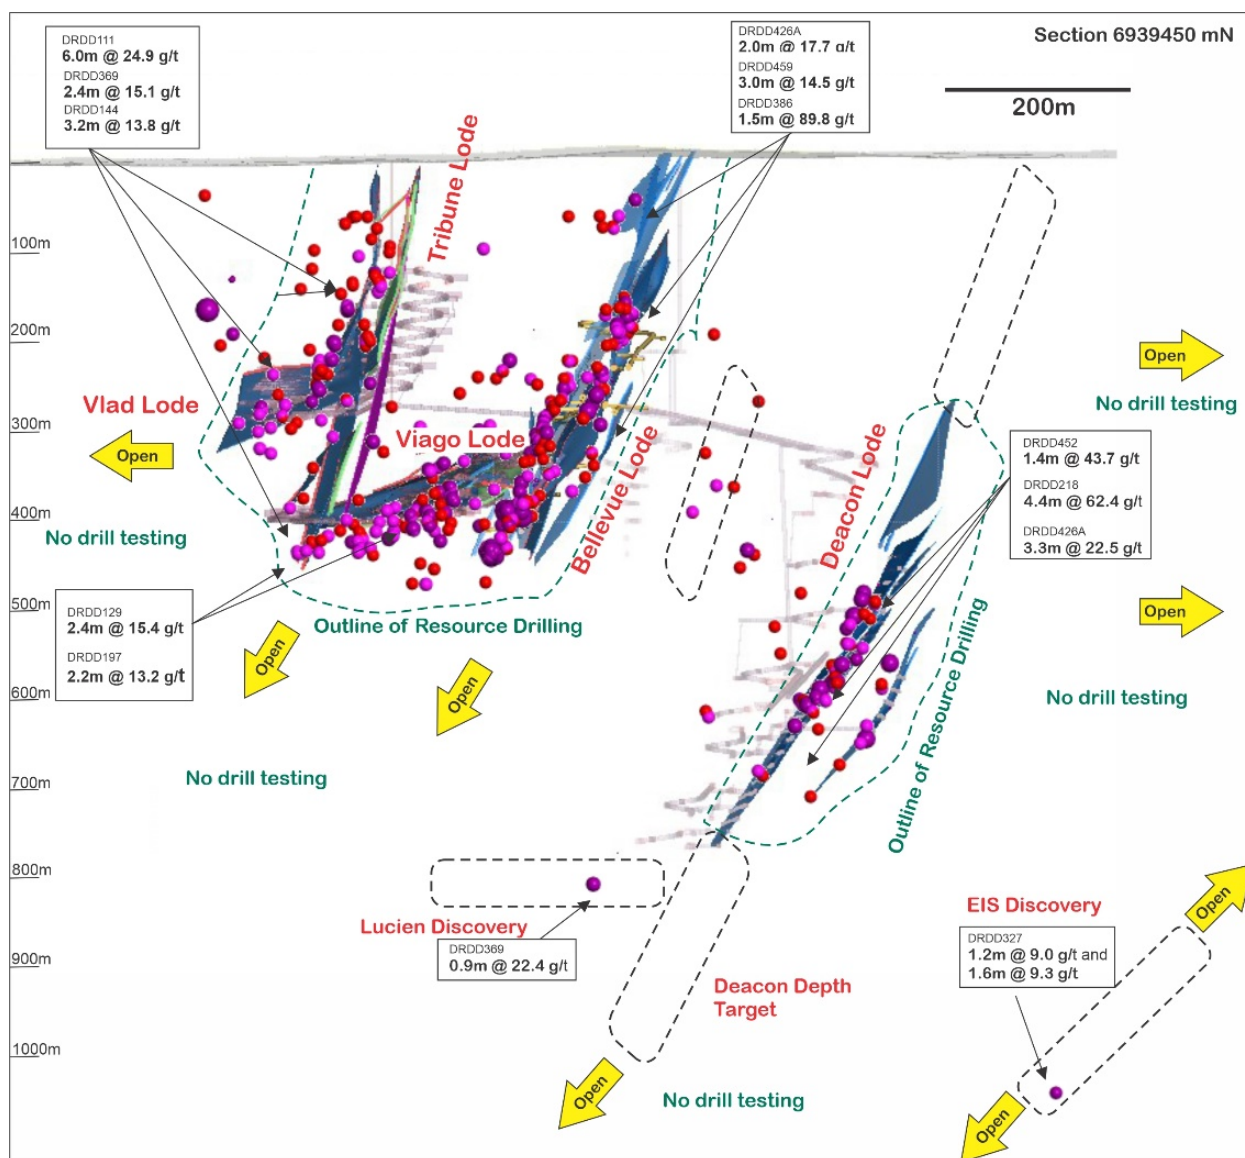 Section 6939450 mN
200m
DRDD111
6.0m @ 24.9 g/t
DRDD369
2.4m @ 15.1 g/t
DRDD144
3.2m @ 13.8 g/t
DRDD426A
2.0m @ 17.7 g/t
DRDD459
3.0m @ 14.5 g/t
DRDD386
1.5m @ 89.8 g/t
Tribune Lode
100m
200m
300m
400m
500m
600m
700m
800m
900m
1000m
Vlad Lode
Open
No drill testing
Viago Lode
Bellevue Lode
Deacon Lode
Open
No drill testing
DRDD452
1.4m @ 43.7 g/t
DRDD218
4.4m @ 62.4 g/t
DRDD426A
3.3m @ 22.5 g/t
DRDD129
2.4m @ 15.4 g/t
DRDD197
2.2m @ 13.2 g/t
Outline of Resource Drilling
Open
Open
Open
No drill testing
No drill testing
Outline of Resource Drilling
Lucien Discovery
DRDD369
0.9m @ 22.4 g/t
Deacon Depth
Target
EIS Discovery
DRDD327
1.2m @ 9.0 g/t and
1.6m @ 9.3 g/t
Open
Open
No drill testing
Open